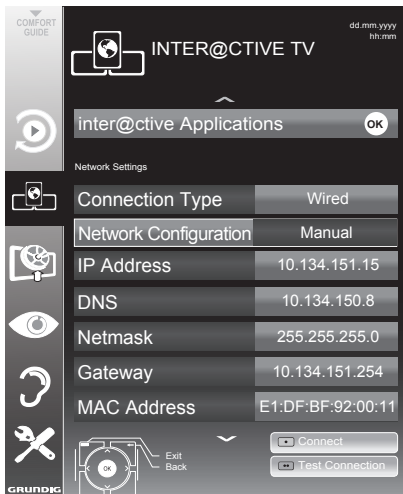 COMFORT
GUIDE
dd.mm.yyyy
hh:mm
INTER@CTIVE TV
inter@ctive Applications OK
Network Settings
Connection Type Wired
Network Configuration Manual
IP Address 10.134.151.15
DNS 10.134.150.8
Netmask 255.255.255.0
Gateway 10.134.151.254
MAC Address E1:DF:BF:92:00:11
Exit
Back
OK
Connect
Test Connection
GRUNDIG